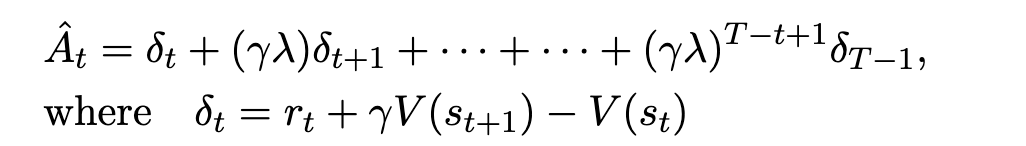 Â_t = δ_t + (γλ)δ_{t+1} + ··· + ··· + (γλ)^{T−t+1}δ_{T−1},
where δ_t = r_t + γV(s_{t+1}) − V(s_t)